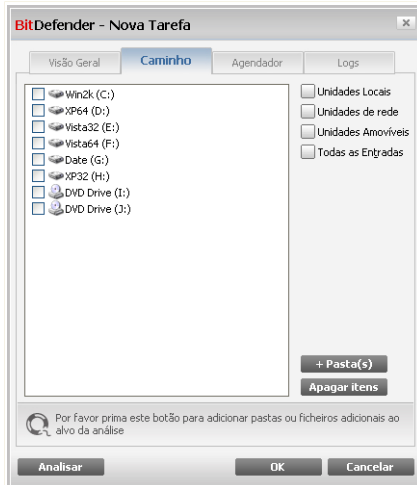 BitDefender - Nova Tarefa
Visão Geral
Caminho
Agendador
Logs
Win2k (C:)
XP64 (D:)
Vista32 (E:)
Vista64 (F:)
Date (G:)
XP32 (H:)
DVD Drive (I:)
DVD Drive (J:)
Unidades Locais
Unidades de rede
Unidades Amovíveis
Todas as Entradas
+ Pasta(s)
Apagar itens
Por favor prima este botão para adicionar pastas ou ficheiros adicionais ao
alvo da análise
Analisar
OK
Cancelar